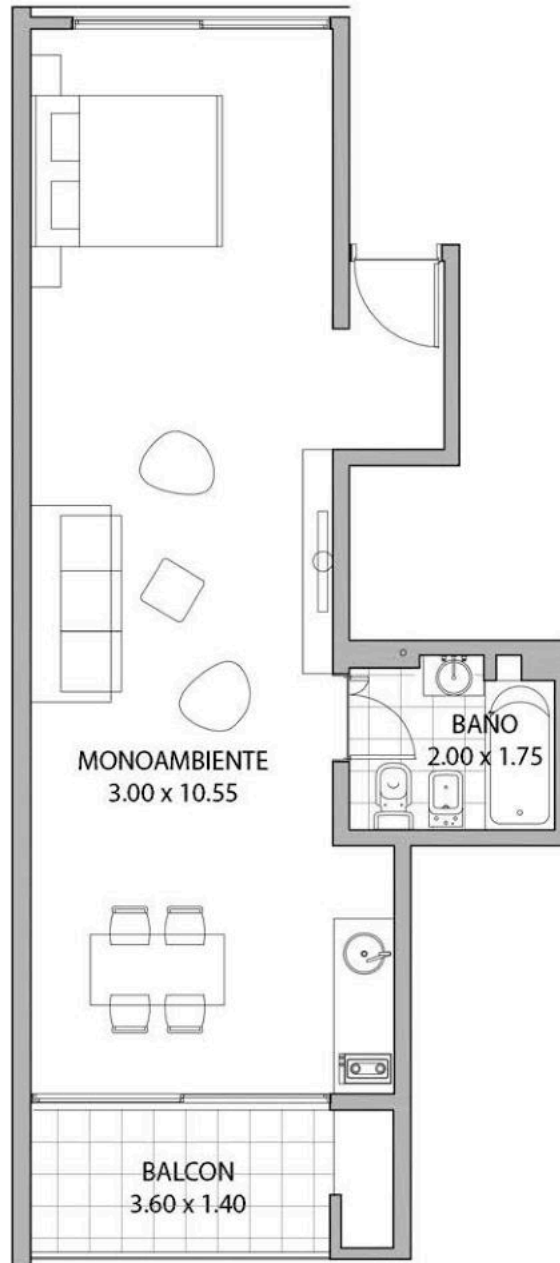 BAÑO
2.00 x 1.75
MONOAMBIENTE
3.00 x 10.55
BALCON
3.60 x 1.40